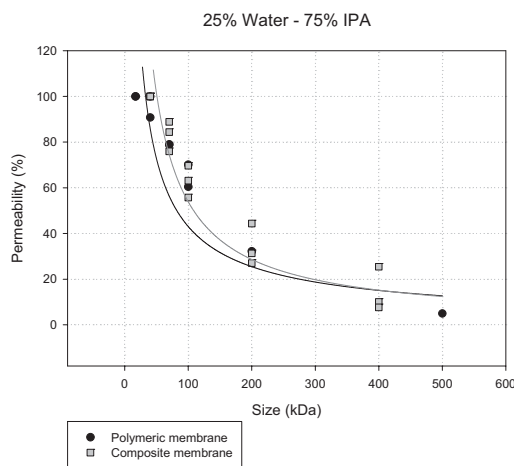 25% Water - 75% IPA
120
100
80
60
40
20
0
Permeability (%)
0 100 200 300 400 500 600
Size (kDa)
Polymeric membrane
Composite membrane